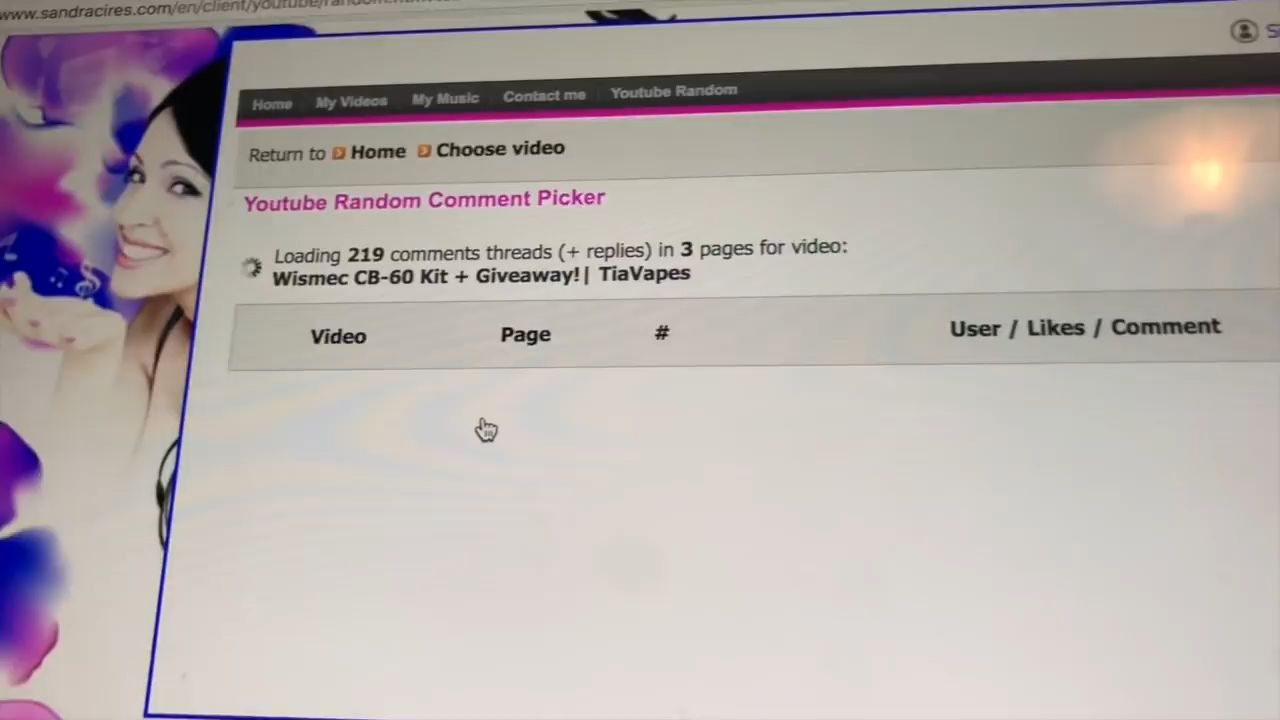 www.sandracires.com/en/client/youtube/random
Home My Videos My Music Contact me Youtube Random
Return to Home Choose video
Youtube Random Comment Picker
Loading 219 comments threads (+ replies) in 3 pages for video:
Wismec CB-60 Kit + Giveaway!| TiaVapes
Video Page # User / Likes / Comment